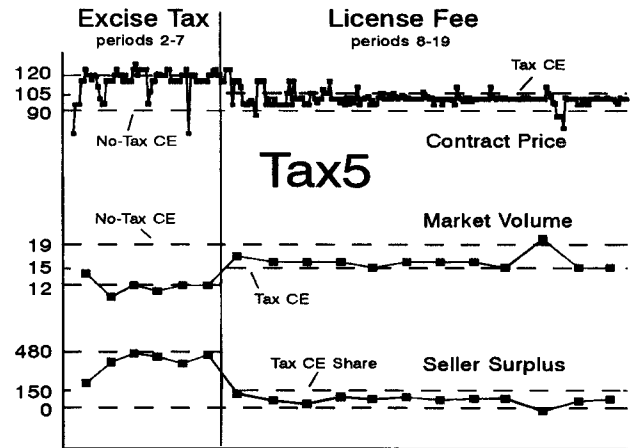 Excise Tax
periods 2-7
License Fee
periods 8-19
120
105
90
Tax CE
No-Tax CE
Contract Price
Tax5
No-Tax CE
Market Volume
19
15
12
Tax CE
480
Tax CE Share
Seller Surplus
150
0